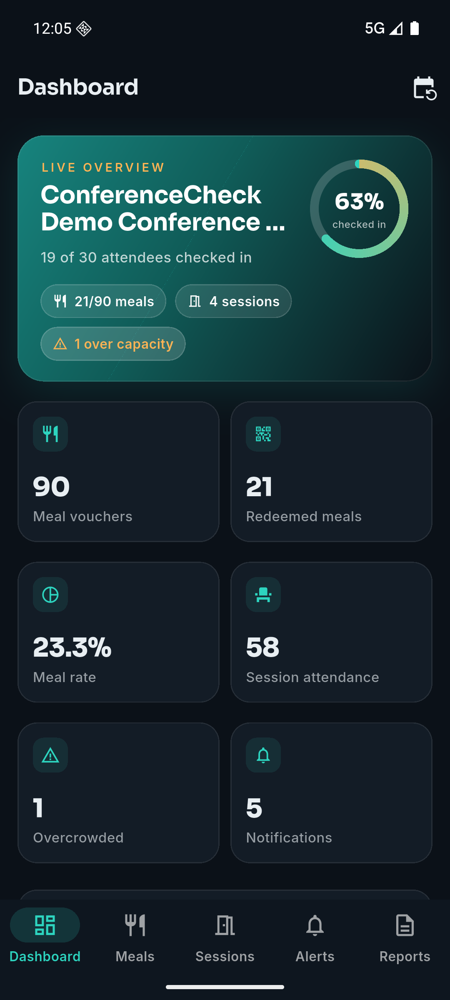 12:05
5G
Dashboard
LIVE OVERVIEW
ConferenceCheck
Demo Conference ...
63%
checked in
19 of 30 attendees checked in
21/90 meals
4 sessions
1 over capacity
90
Meal vouchers
21
Redeemed meals
23.3%
Meal rate
58
Session attendance
1
Overcrowded
5
Notifications
Dashboard
Meals
Sessions
Alerts
Reports